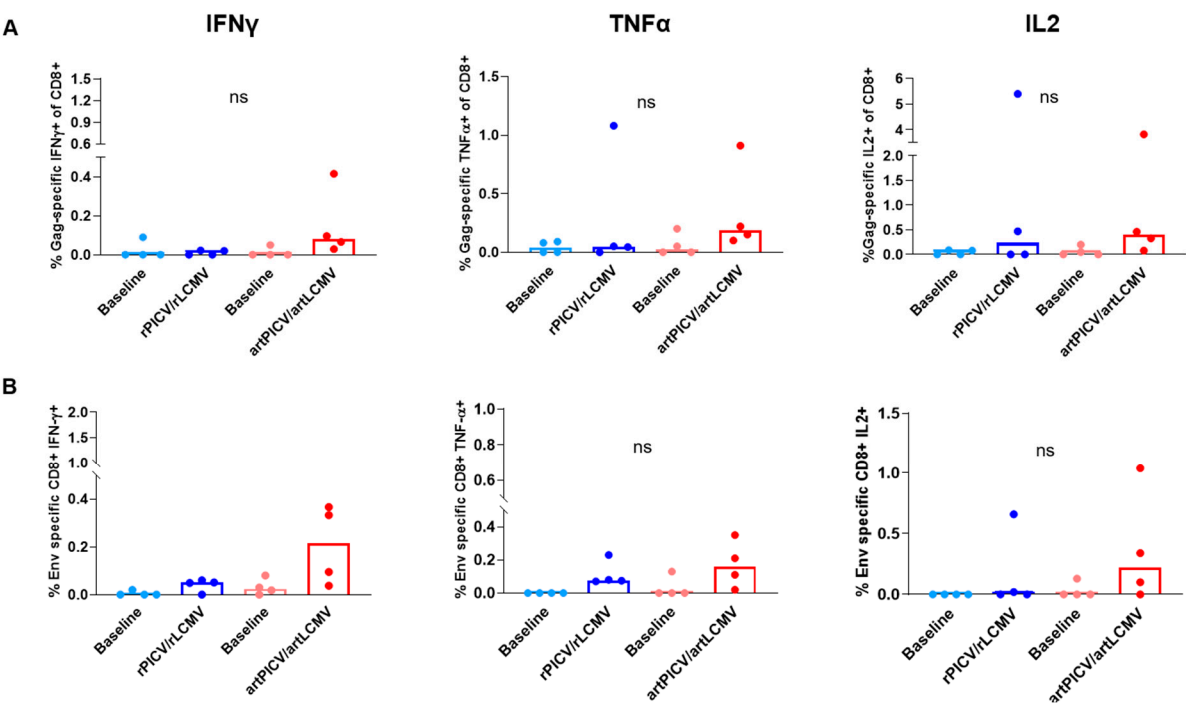 A
IFNγ
TNFα
IL2
% Gag-specific IFNγ+ of CD8+
1.5
1.2
0.9
0.6
0.4
0.2
0.0
ns
Baseline
rPICV/rLCMV
Baseline
artPICV/artLCMV
% Gag-specific TNFα+ of CD8+
1.5
1.0
0.5
0.0
ns
Baseline
rPICV/rLCMV
Baseline
artPICV/artLCMV
%Gag-specific IL2+ of CD8+
6
5
4
2.0
1.5
1.0
0.5
0.0
ns
Baseline
rPICV/rLCMV
Baseline
artPICV/artLCMV
B
% Env specific CD8+ IFN-γ+
2.0
1.5
1.0
0.4
0.2
0.0
Baseline
rPICV/rLCMV
Baseline
artPICV/artLCMV
% Env specific CD8+ TNF-α+
1.0
0.8
0.6
0.4
0.2
0.0
ns
Baseline
rPICV/rLCMV
Baseline
artPICV/artLCMV
% Env specific CD8+ IL2+
1.5
1.0
0.5
0.0
ns
Baseline
rPICV/rLCMV
Baseline
artPICV/artLCMV